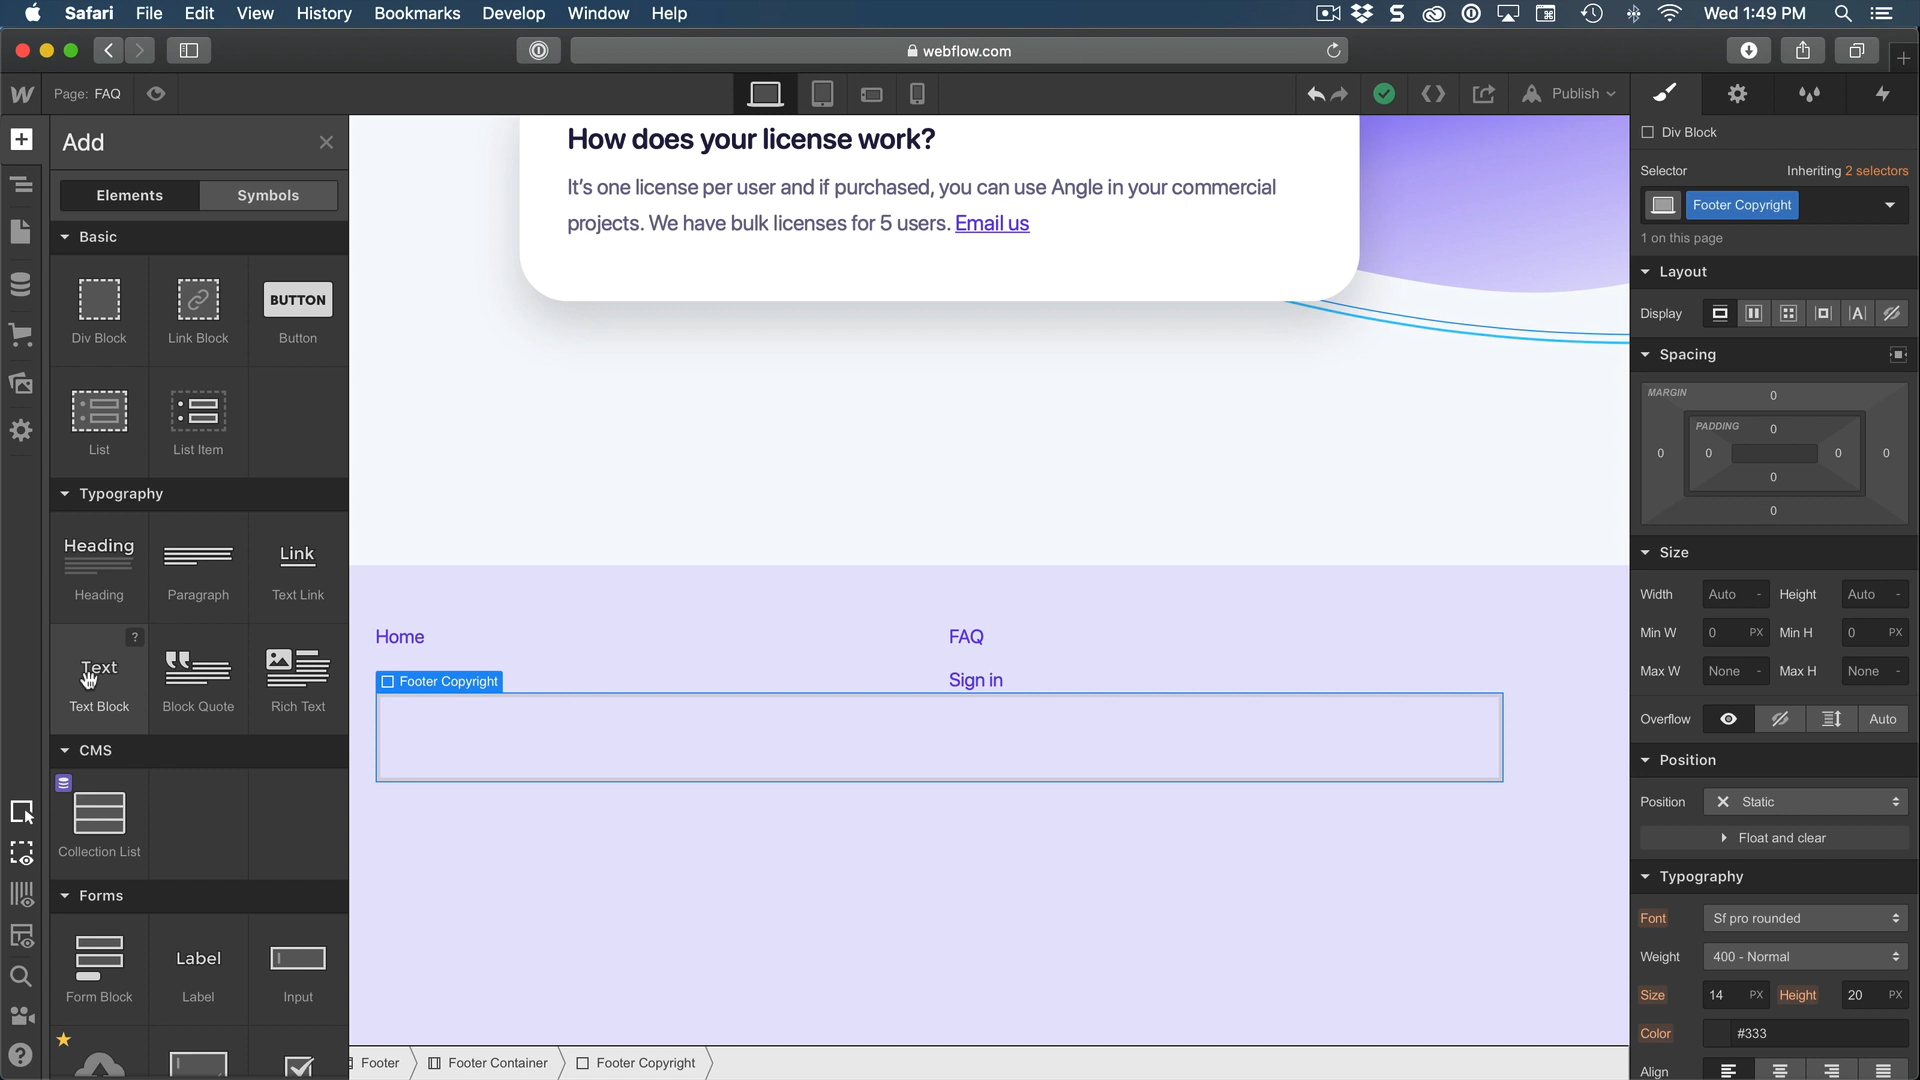 Safari File Edit View History Bookmarks Develop Window Help
Wed 1:49 PM
webflow.com
Page: FAQ
Publish
Add
Elements
Symbols
Basic
Div Block
Link Block
BUTTON
Button
List
List Item
Typography
Heading
Heading
Paragraph
Link
Text Link
?
Text
Text Block
Block Quote
Rich Text
CMS
Collection List
Forms
Form Block
Label
Label
Input
How does your license work?
It's one license per user and if purchased, you can use Angle in your commercial
projects. We have bulk licenses for 5 users. Email us
Home
FAQ
Sign in
Footer Copyright
Footer
Footer Container
Footer Copyright
Div Block
Selector
Inheriting 2 selectors
Footer Copyright
1 on this page
Layout
Display
Spacing
MARGIN
0
PADDING
0
0 0 0 0
0
0
Size
Width Auto - Height Auto -
Min W 0 PX Min H 0 PX
Max W None - Max H None -
Overflow Auto
Position
Position Static
Float and clear
Typography
Font Sf pro rounded
Weight 400 - Normal
Size 14 PX Height 20 PX
Color #333
Align